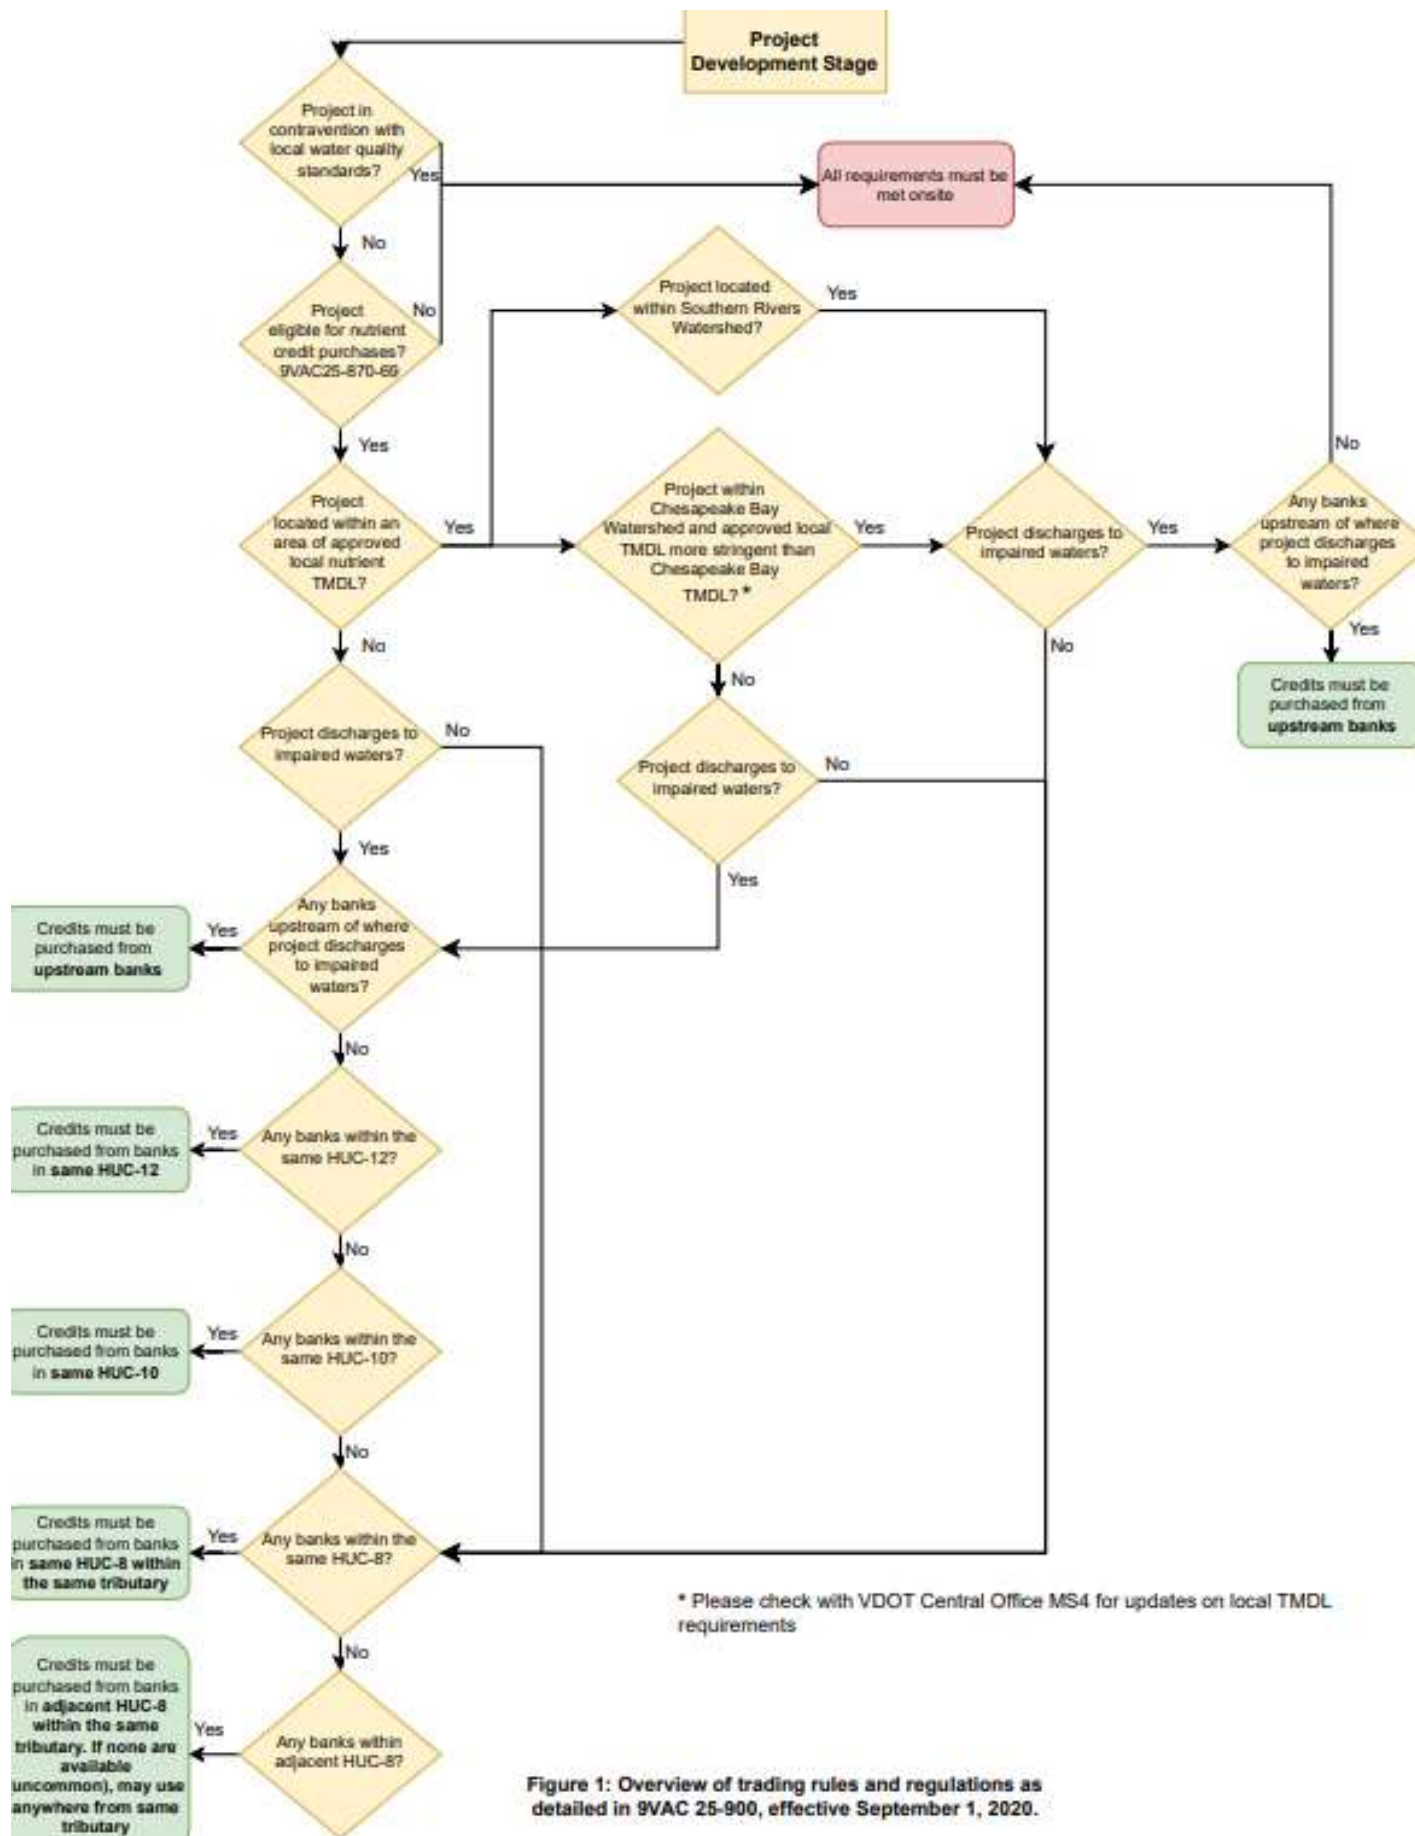 Project
Development Stage
Project in
contravention with
local water quality
standards?
Yes
All requirements must be
met onsite
No
Project
eligible for nutrient
credit purchases?
9VAC25-870-69
No
Project located
within Southern Rivers
Watershed?
Yes
Yes
Project
located within an
area of approved
local nutrient
TMDL?
Yes
Project within
Chesapeake Bay
Watershed and approved local
TMDL more stringent than
Chesapeake Bay
TMDL? *
Yes
Project discharges to
impaired waters?
Yes
No
Any banks
upstream of where
project discharges
to impaired
waters?
Yes
Credits must be
purchased from
upstream banks
No
No
No
Project discharges to
impaired waters?
No
Project discharges to
impaired waters?
No
Yes
Yes
Any banks
upstream of where
project discharges
to impaired
waters?
Yes
Credits must be
purchased from
upstream banks
No
Any banks within the
same HUC-12?
Yes
Credits must be
purchased from banks
in same HUC-12
No
Any banks within the
same HUC-10?
Yes
Credits must be
purchased from banks
in same HUC-10
No
Any banks within the
same HUC-8?
Yes
Credits must be
purchased from banks
in same HUC-8 within
the same tributary
* Please check with VDOT Central Office MS4 for updates on local TMDL
requirements
No
Any banks within
adjacent HUC-8?
Yes
Credits must be
purchased from banks
in adjacent HUC-8
within the same
tributary. If none are
available
uncommon), may use
anywhere from same
tributary
Figure 1: Overview of trading rules and regulations as
detailed in 9VAC 25-900, effective September 1, 2020.